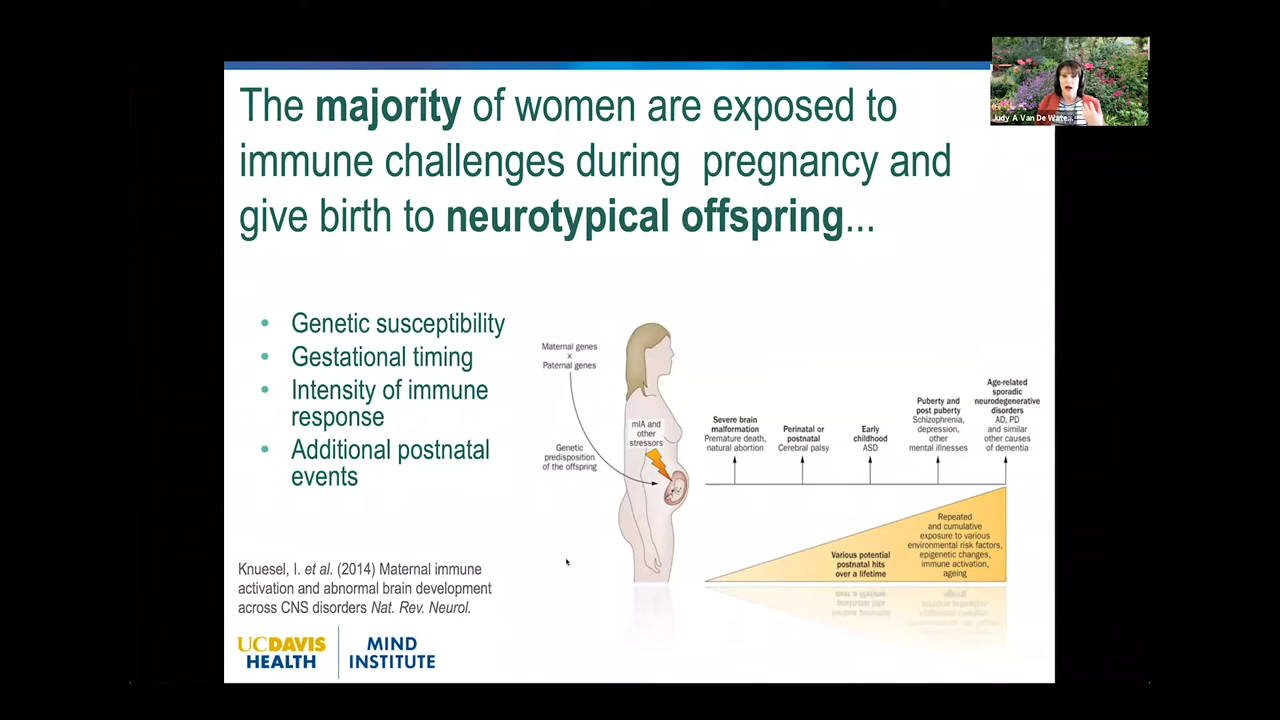 The majority of women are exposed to
immune challenges during pregnancy and
give birth to neurotypical offspring...
Judy A Van De Wate...
• Genetic susceptibility
• Gestational timing
• Intensity of immune
response
• Additional postnatal
events
Maternal genes
x
Paternal genes
Genetic
predisposition
of the offspring
mIA and
other
stressors
Severe brain
malformation
Premature death,
natural abortion
Perinatal or
postnatal
Cerebral palsy
Early
childhood
ASD
Puberty and
post puberty
Schizophrenia,
depression,
other
mental illnesses
Age-related
sporadic
neurodegenerative
disorders
AD, PD
and similar
other causes
of dementia
Various potential
postnatal hits
over a lifetime
Repeated
and cumulative
exposure to various
environmental risk factors,
epigenetic changes,
immune activation,
ageing
Knuesel, I. et al. (2014) Maternal immune
activation and abnormal brain development
across CNS disorders Nat. Rev. Neurol.
UCDAVIS
HEALTH
MIND
INSTITUTE